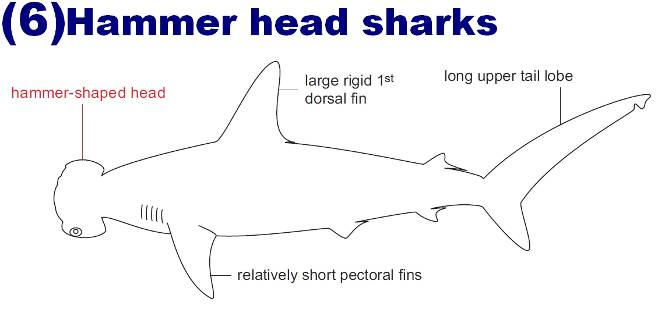 (6)Hammer head sharks
hammer-shaped head
large rigid 1st
dorsal fin
long upper tail lobe
relatively short pectoral fins